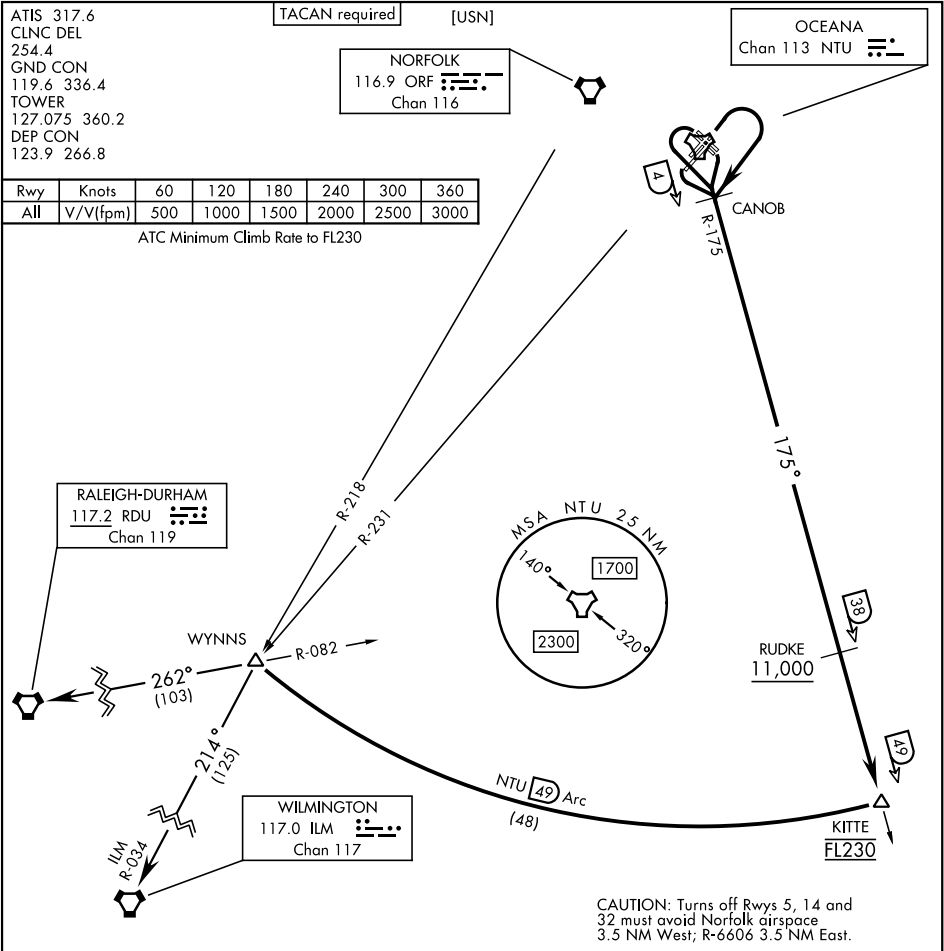 ATIS 317.6
CLNC DEL
254.4
GND CON
119.6 336.4
TOWER
127.075 360.2
DEP CON
123.9 266.8
TACAN required
[USN]
NORFOLK
116.9 ORF
Chan 116
OCEANA
Chan 113 NTU
Rwy Knots 60 120 180 240 300 360
All V/V(fpm) 500 1000 1500 2000 2500 3000
ATC Minimum Climb Rate to FL230
4
CANOB
R-175
175°
R-218
R-231
RALEIGH-DURHAM
117.2 RDU
Chan 119
MSA NTU 25 NM
140°
1700
2300
320°
38
RUDKE
11,000
WYNNS
R-082
262°
(103)
214°
(125)
49
NTU 49 Arc
(48)
KITTE
FL230
WILMINGTON
117.0 ILM
Chan 117
ILM
R-034
CAUTION: Turns off Rwys 5, 14 and
32 must avoid Norfolk airspace
3.5 NM West; R-6606 3.5 NM East.